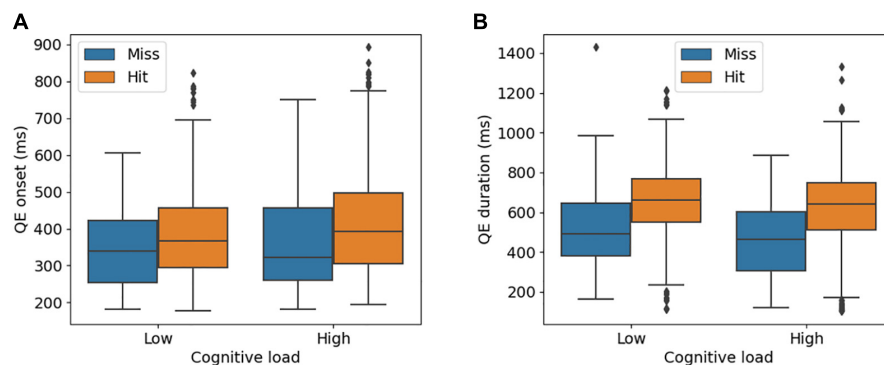 A
QE onset (ms)
900
800
700
600
500
400
300
200
Miss
Hit
Low
High
Cognitive load
B
QE duration (ms)
1400
1200
1000
800
600
400
200
Miss
Hit
Low
High
Cognitive load